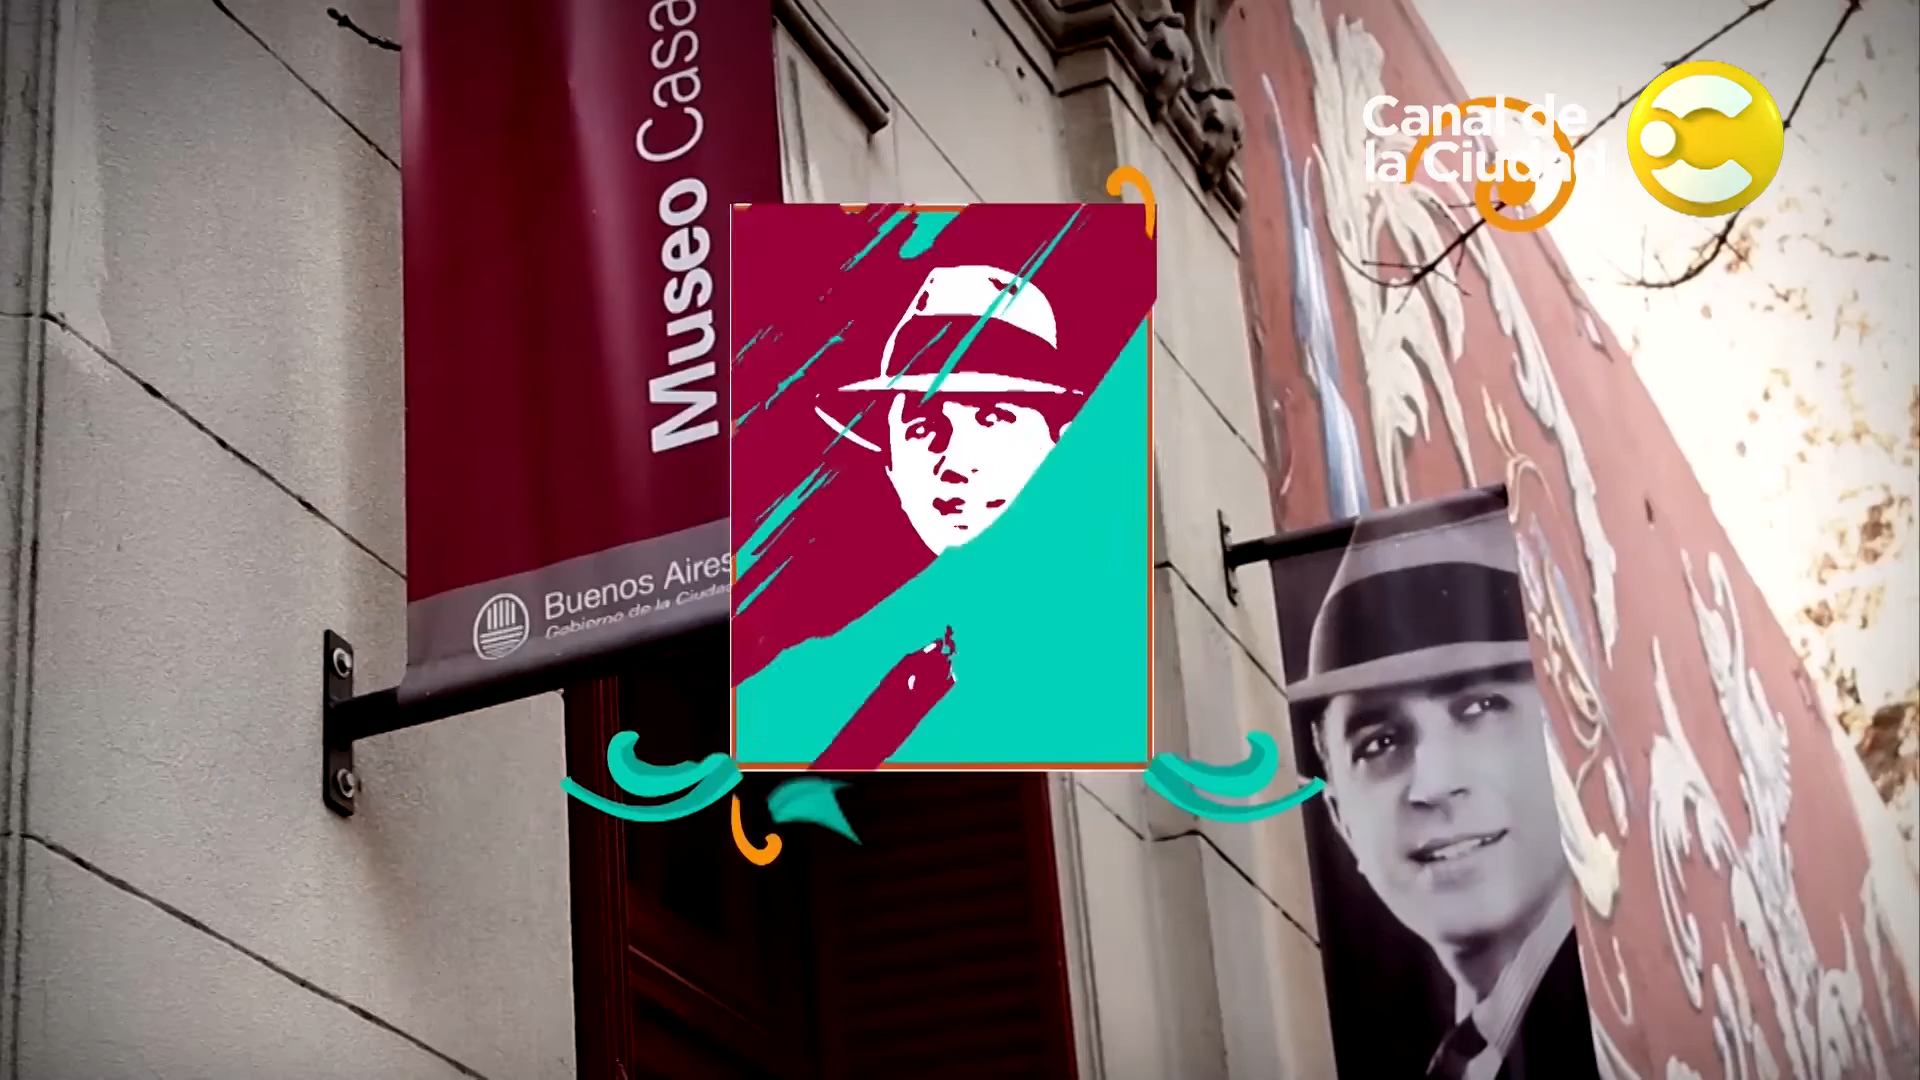 Museo Casa
Buenos Aires
Gobierno de la Ciudad
Canal de
la Ciudad